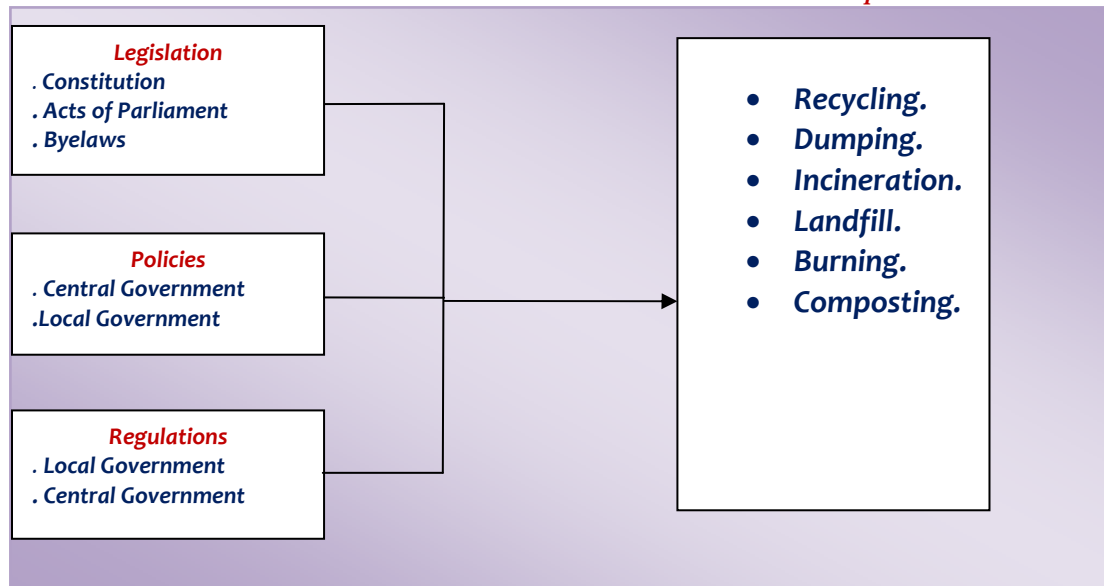 Legislation
. Constitution
. Acts of Parliament
. Byelaws
Policies
. Central Government
.Local Government
Regulations
. Local Government
. Central Government
• Recycling.
• Dumping.
• Incineration.
• Landfill.
• Burning.
• Composting.